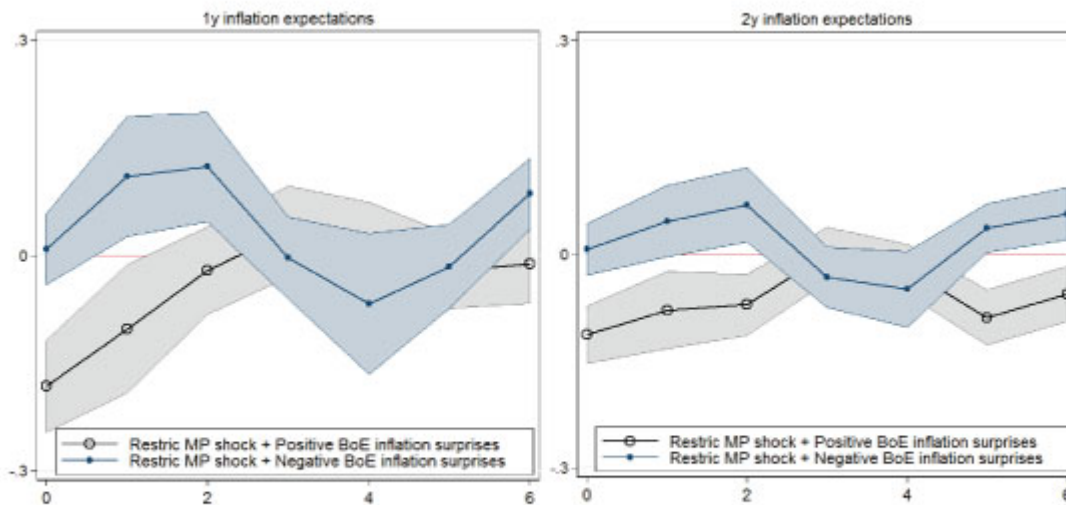 1y inflation expectations
.3
0
-.3
Restric MP shock + Positive BoE inflation surprises
Restric MP shock + Negative BoE inflation surprises
0 2 4 6
2y inflation expectations
.3
0
-.3
Restric MP shock + Positive BoE inflation surprises
Restric MP shock + Negative BoE inflation surprises
0 2 4 6